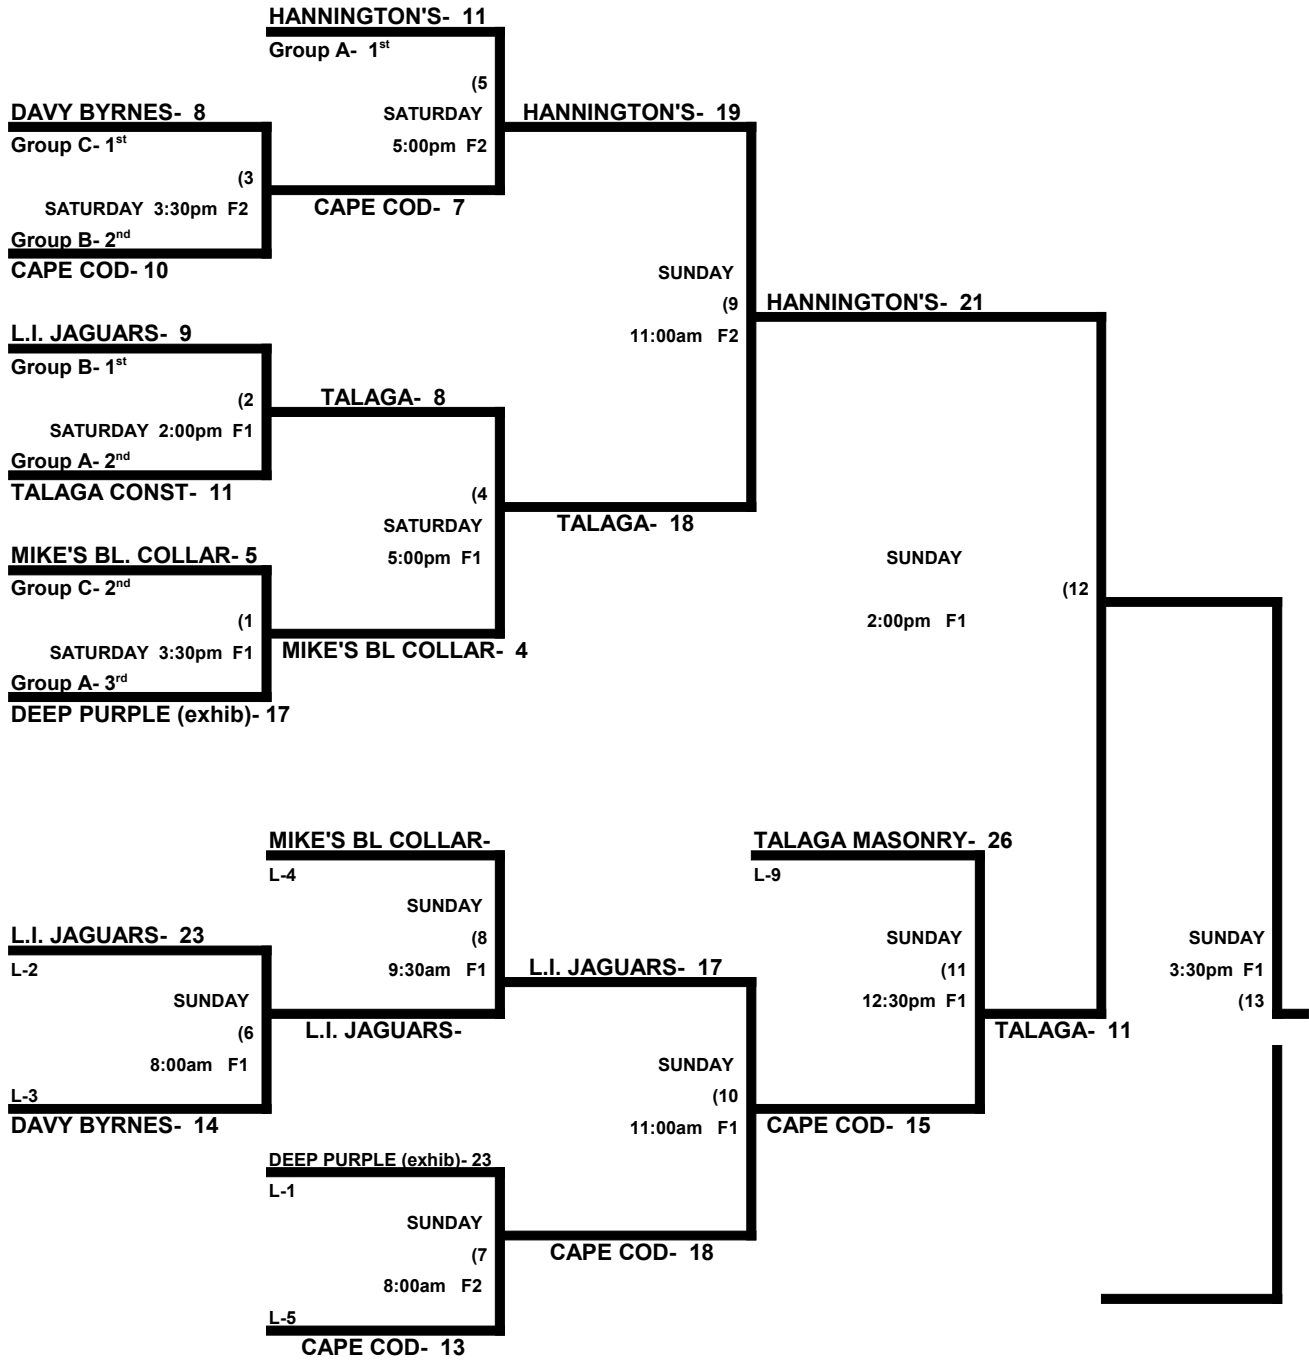 HANNINGTON'S- 11
Group A- 1st
(5
SATURDAY
5:00pm F2
DAVY BYRNES- 8
Group C- 1st
(3
SATURDAY 3:30pm F2
Group B- 2nd
CAPE COD- 10
HANNINGTON'S- 19
CAPE COD- 7
SUNDAY
(9
11:00am F2
HANNINGTON'S- 21
L.I. JAGUARS- 9
Group B- 1st
(2
SATURDAY 2:00pm F1
Group A- 2nd
TALAGA CONST- 11
TALAGA- 8
(4
SATURDAY
5:00pm F1
TALAGA- 18
MIKE'S BL. COLLAR- 5
Group C- 2nd
(1
SATURDAY 3:30pm F1
Group A- 3rd
DEEP PURPLE (exhib)- 17
MIKE'S BL COLLAR- 4
SUNDAY
(12
2:00pm F1
MIKE'S BL COLLAR-
L-4
SUNDAY
(8
9:30am F1
L.I. JAGUARS- 23
L-2
SUNDAY
(6
8:00am F1
L-3
DAVY BYRNES- 14
L.I. JAGUARS-
L.I. JAGUARS- 17
TALAGA MASONRY- 26
L-9
SUNDAY
(11
12:30pm F1
TALAGA- 11
SUNDAY
3:30pm F1
(13
SUNDAY
(10
11:00am F1
CAPE COD- 15
DEEP PURPLE (exhib)- 23
L-1
SUNDAY
(7
8:00am F2
L-5
CAPE COD- 13
CAPE COD- 18